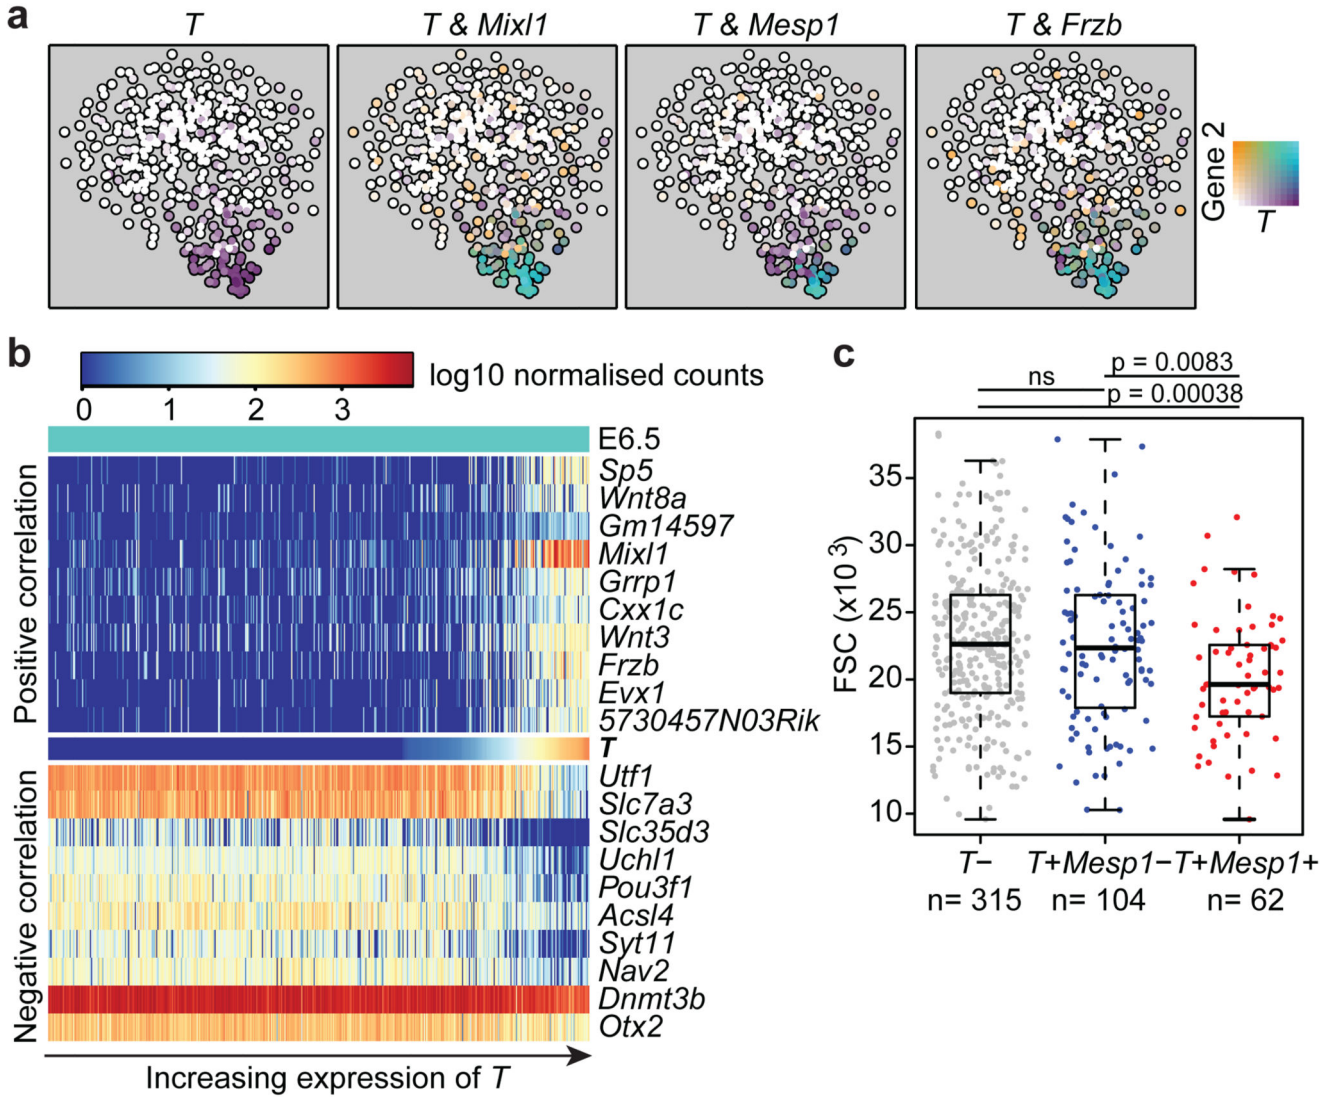 a
T
T & Mixl1
T & Mesp1
T & Frzb
Gene 2
T
b
log10 normalised counts
0 1 2 3
E6.5
Positive correlation
Sp5
Wnt8a
Gm14597
Mixl1
Grrp1
Cxx1c
Wnt3
Frzb
Evx1
5730457N03Rik
T
Negative correlation
Utf1
Slc7a3
Slc35d3
Uchl1
Pou3f1
Acsl4
Syt11
Nav2
Dnmt3b
Otx2
Increasing expression of T
c
p = 0.0083
ns
p = 0.00038
FSC (x10 3)
35
30
25
20
15
10
T− T+Mesp1− T+Mesp1+
n= 315 n= 104 n= 62